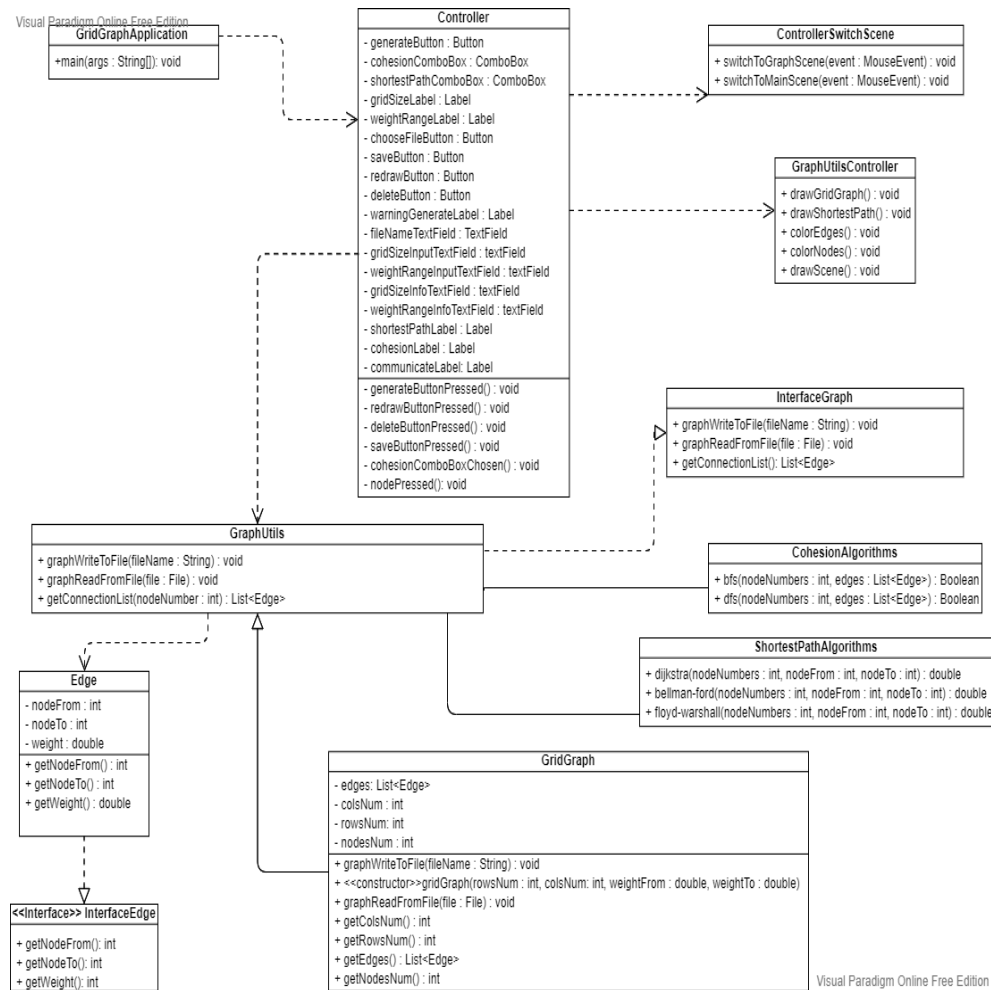 Visual Paradigm Online Free Edition
GridGraphApplication
+main(args : String[]): void
Controller
- generateButton : Button
- cohesionComboBox : ComboBox
- shortestPathComboBox : ComboBox
- gridSizeLabel : Label
- weightRangeLabel : Label
- chooseFileButton : Button
- saveButton : Button
- redrawButton : Button
- deleteButton : Button
- warningGenerateLabel : Label
- fileNameTextField : TextField
- gridSizeInputTextField : textField
- weightRangeInputTextField : textField
- gridSizeInfoTextField : textField
- weightRangeInfoTextField : textField
- shortestPathLabel : Label
- cohesionLabel : Label
- communicateLabel: Label
- generateButtonPressed() : void
- redrawButtonPressed() : void
- deleteButtonPressed() : void
- saveButtonPressed() : void
- cohesionComboBoxChosen() : void
- nodePressed(): void
ControllerSwitchScene
+ switchToGraphScene(event : MouseEvent) : void
+ switchToMainScene(event : MouseEvent) : void
GraphUtilsController
+ drawGridGraph() : void
+ drawShortestPath() : void
+ colorEdges() : void
+ colorNodes() : void
+ drawScene() : void
InterfaceGraph
+ graphWriteToFile(fileName : String) : void
+ graphReadFromFile(file : File) : void
+ getConnectionList(): List<Edge>
GraphUtils
+ graphWriteToFile(fileName : String) : void
+ graphReadFromFile(file : File) : void
+ getConnectionList(nodeNumber : int) : List<Edge>
CohesionAlgorithms
+ bfs(nodeNumbers : int, edges : List<Edge>) : Boolean
+ dfs(nodeNumbers : int, edges : List<Edge>) : Boolean
ShortestPathAlgorithms
+ dijkstra(nodeNumbers : int, nodeFrom : int, nodeTo : int) : double
+ bellman-ford(nodeNumbers : int, nodeFrom : int, nodeTo : int) : double
+ floyd-warshall(nodeNumbers : int, nodeFrom : int, nodeTo : int) : double
Edge
- nodeFrom : int
- nodeTo : int
- weight : double
+ getNodeFrom() : int
+ getNodeTo() : int
+ getWeight() : double
GridGraph
- edges: List<Edge>
- colsNum : int
- rowsNum: int
- nodesNum : int
+ graphWriteToFile(fileName : String) : void
+ <<constructor>>gridGraph(rowsNum : int, colsNum: int, weightFrom : double, weightTo : double)
+ graphReadFromFile(file : File) : void
+ getColsNum() : int
+ getRowsNum() : int
+ getEdges() : List<Edge>
+ getNodesNum() : int
<<Interface>> InterfaceEdge
+ getNodeFrom(): int
+ getNodeTo(): int
+ getWeight(): int
Visual Paradigm Online Free Edition